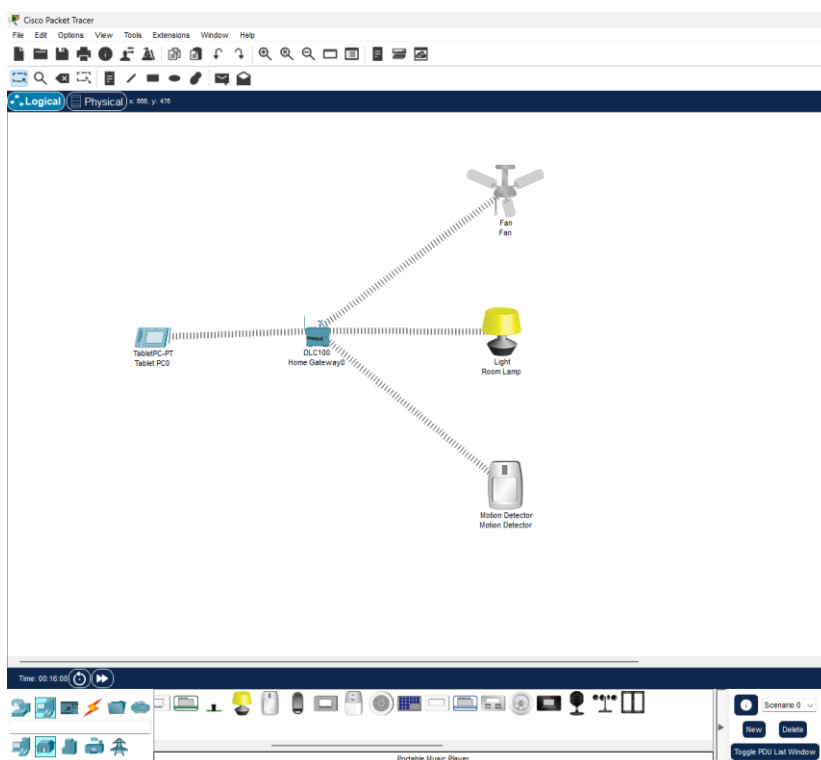 Cisco Packet Tracer
File Edit Options View Tools Extensions Window Help
Logical Physical x: 666, y: 476
Fan
Fan
TabletPC-PT
Tablet PC0
DLC100
Home Gateway0
Light
Room Lamp
Motion Detector
Motion Detector
Time: 00:16:08
Scenario 0
New Delete
Toggle PDU List Window
Portable Music Player